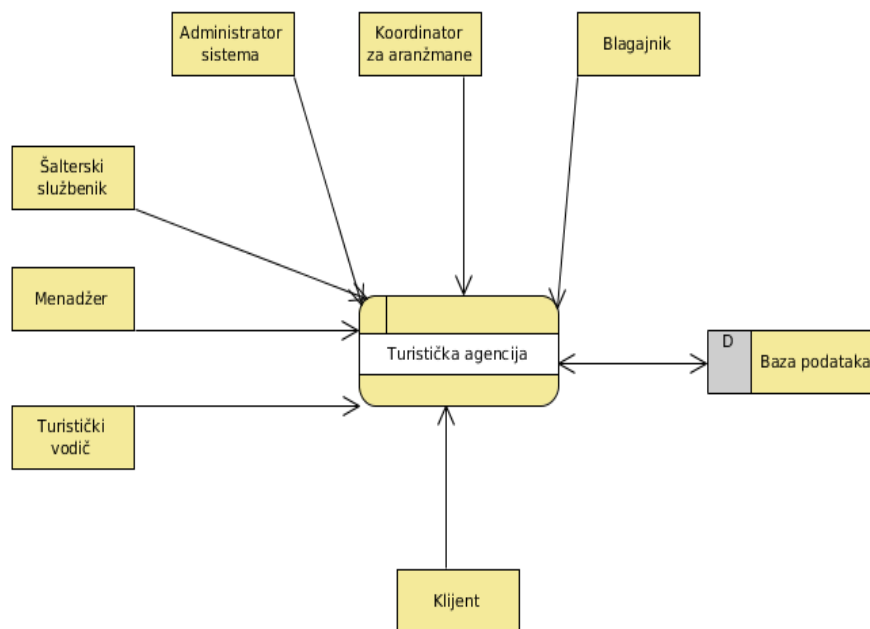 Administrator
sistema
Koordinator
za aranžmane
Blagajnik
Šalterski
službenik
Menadžer
Turistička agencija
D
Baza podataka
Turistički
vodič
Klijent